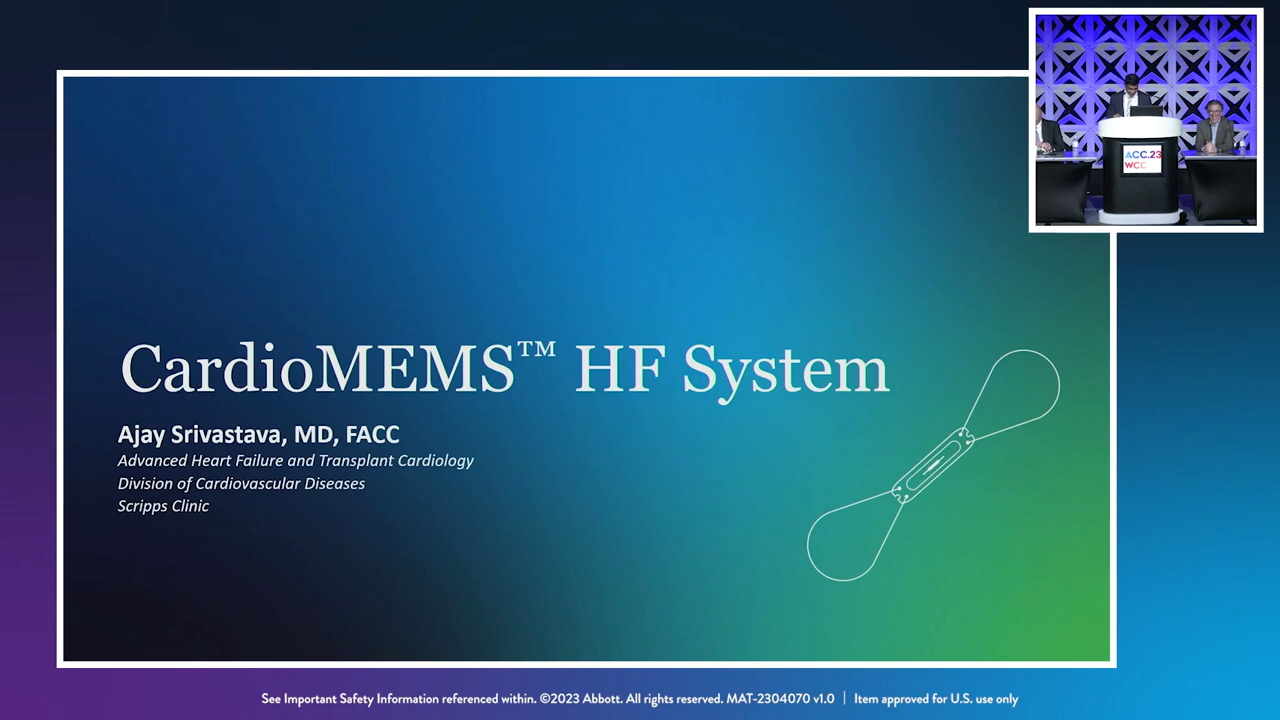 ACC.23
WCC
CardioMEMS™ HF System
Ajay Srivastava, MD, FACC
Advanced Heart Failure and Transplant Cardiology
Division of Cardiovascular Diseases
Scripps Clinic
See Important Safety Information referenced within. ©2023 Abbott. All rights reserved. MAT-2304070 v1.0 | Item approved for U.S. use only